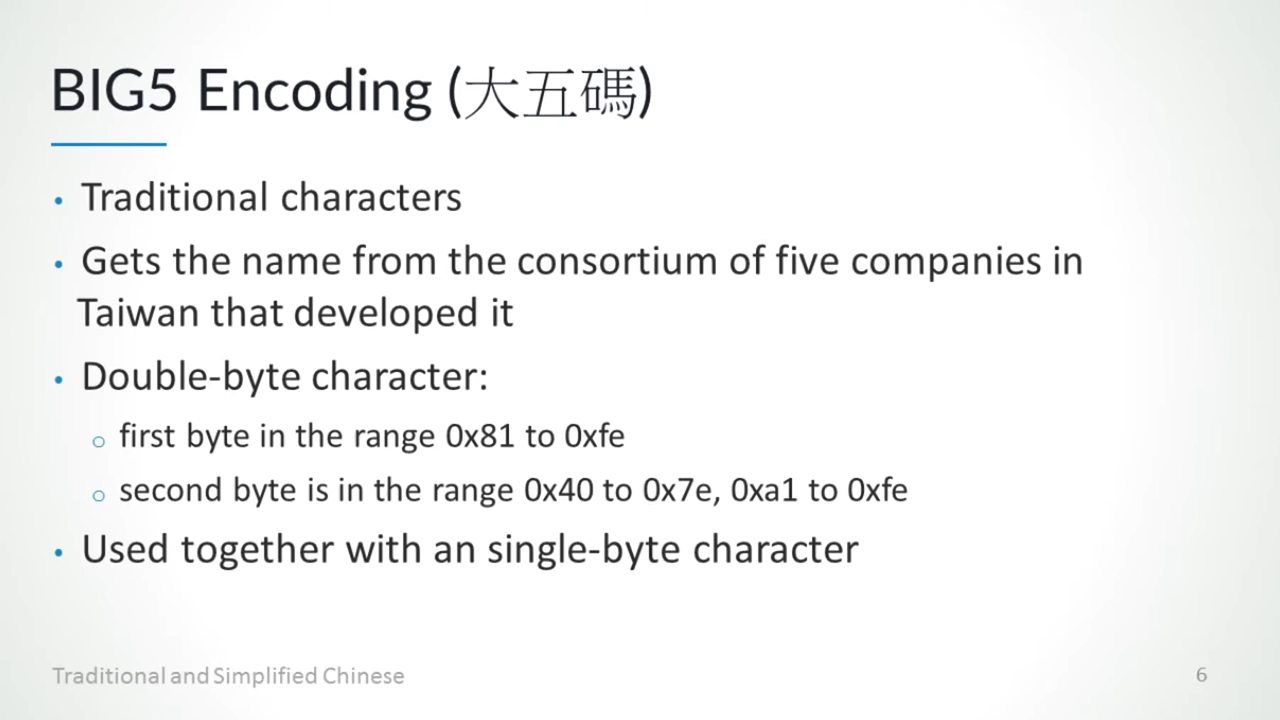 BIG5 Encoding (大五碼)
• Traditional characters
• Gets the name from the consortium of five companies in
Taiwan that developed it
• Double-byte character:
○ first byte in the range 0x81 to 0xfe
○ second byte is in the range 0x40 to 0x7e, 0xa1 to 0xfe
• Used together with an single-byte character
Traditional and Simplified Chinese
6